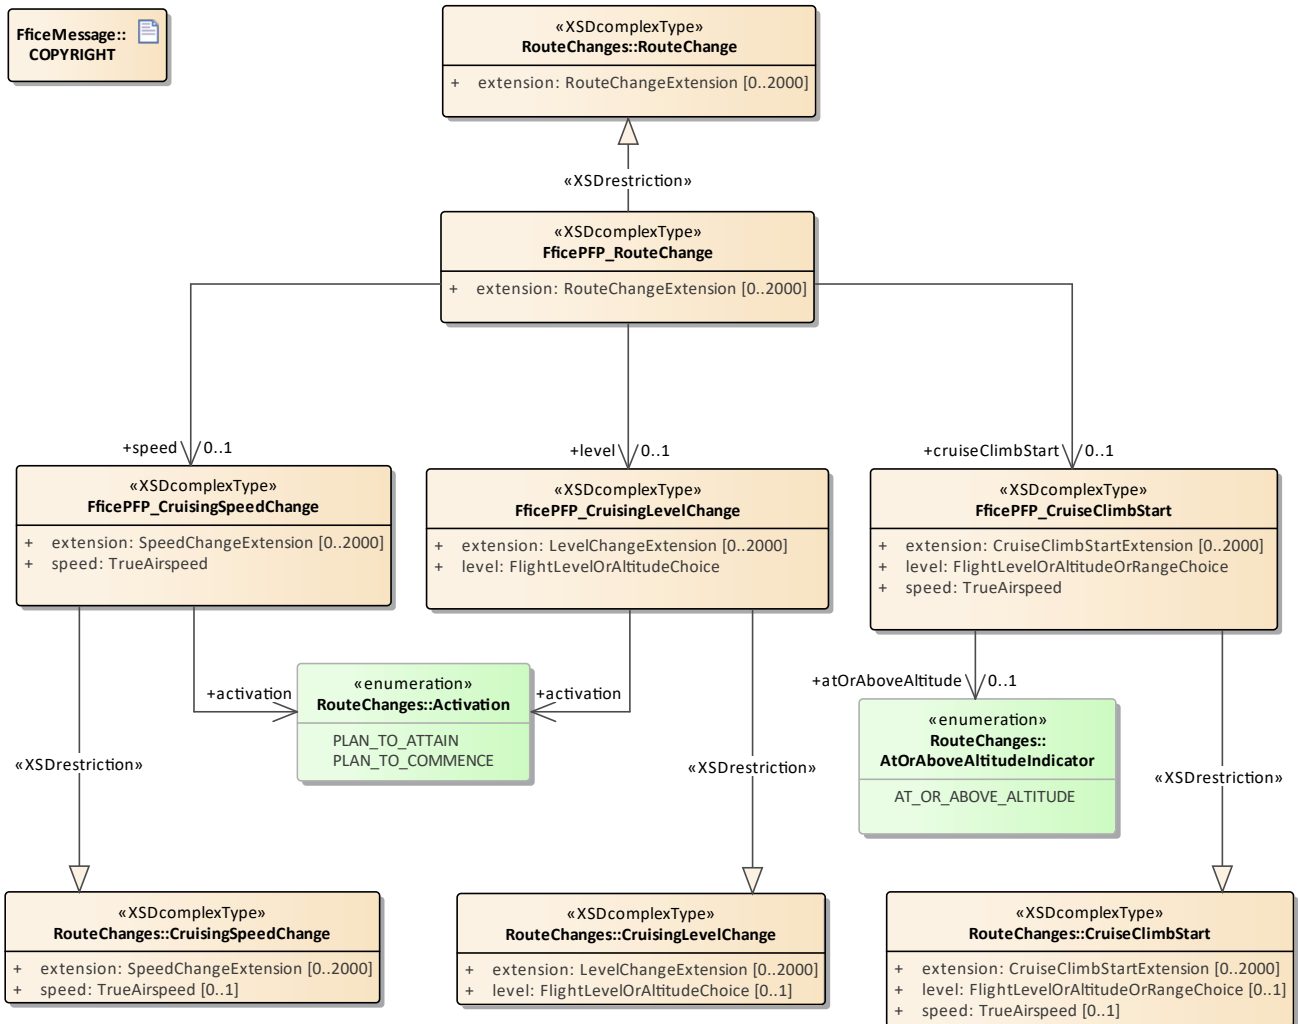 FficeMessage::
COPYRIGHT
«XSDcomplexType»
RouteChanges::RouteChange
+ extension: RouteChangeExtension [0..2000]
«XSDrestriction»
«XSDcomplexType»
FficePFP_RouteChange
+ extension: RouteChangeExtension [0..2000]
+speed 0..1
+level 0..1
+cruiseClimbStart 0..1
«XSDcomplexType»
FficePFP_CruisingSpeedChange
+ extension: SpeedChangeExtension [0..2000]
+ speed: TrueAirspeed
«XSDcomplexType»
FficePFP_CruisingLevelChange
+ extension: LevelChangeExtension [0..2000]
+ level: FlightLevelOrAltitudeChoice
«XSDcomplexType»
FficePFP_CruiseClimbStart
+ extension: CruiseClimbStartExtension [0..2000]
+ level: FlightLevelOrAltitudeOrRangeChoice
+ speed: TrueAirspeed
+activation
«enumeration»
RouteChanges::Activation
PLAN_TO_ATTAIN
PLAN_TO_COMMENCE
+activation
+atOrAboveAltitude 0..1
«enumeration»
RouteChanges::
AtOrAboveAltitudeIndicator
AT_OR_ABOVE_ALTITUDE
«XSDrestriction»
«XSDrestriction»
«XSDrestriction»
«XSDcomplexType»
RouteChanges::CruisingSpeedChange
+ extension: SpeedChangeExtension [0..2000]
+ speed: TrueAirspeed [0..1]
«XSDcomplexType»
RouteChanges::CruisingLevelChange
+ extension: LevelChangeExtension [0..2000]
+ level: FlightLevelOrAltitudeChoice [0..1]
«XSDcomplexType»
RouteChanges::CruiseClimbStart
+ extension: CruiseClimbStartExtension [0..2000]
+ level: FlightLevelOrAltitudeOrRangeChoice [0..1]
+ speed: TrueAirspeed [0..1]